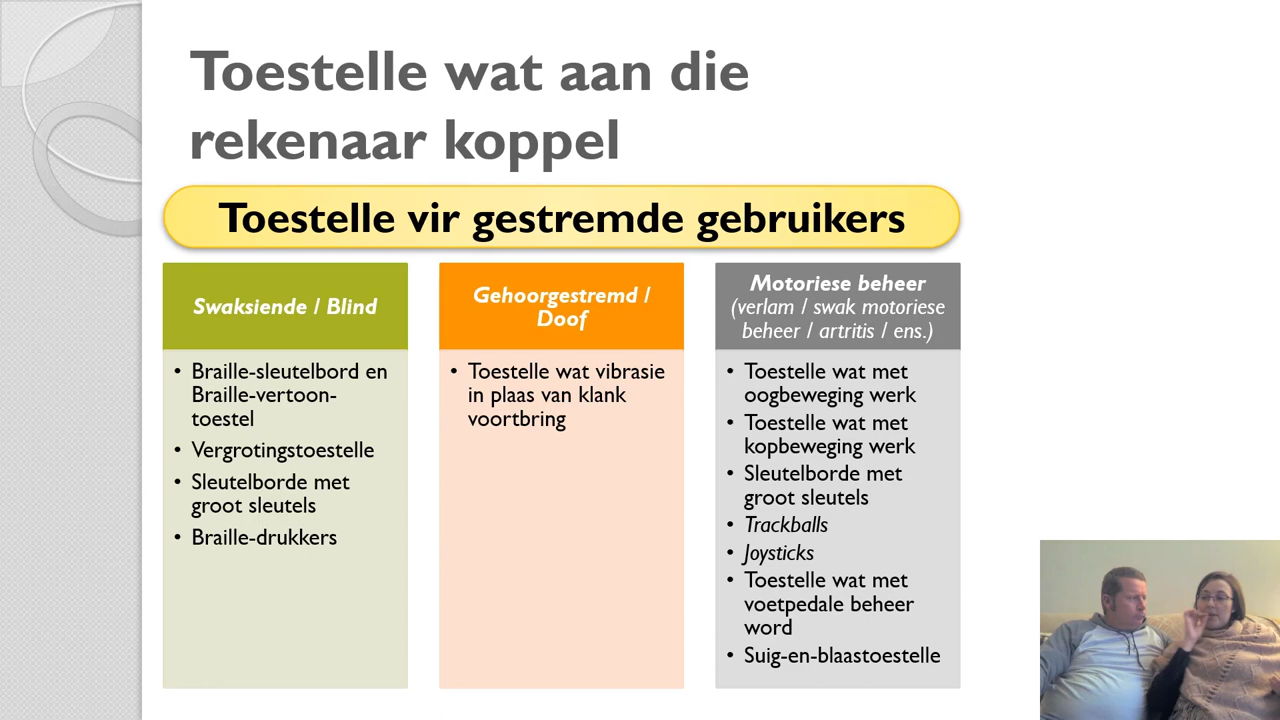 Toestelle wat aan die
rekenaar koppel
Toestelle vir gestremde gebruikers
Swaksiende / Blind
• Braille-sleutelbord en
Braille-vertoon-
toestel
• Vergrotingstoestelle
• Sleutelborde met
groot sleutels
• Braille-drukkers
Gehoorgestremd /
Doof
• Toestelle wat vibrasie
in plaas van klank
voortbring
Motoriese beheer
(verlam / swak motoriese
beheer / artritis / ens.)
• Toestelle wat met
oogbeweging werk
• Toestelle wat met
kopbeweging werk
• Sleutelborde met
groot sleutels
• Trackballs
• Joysticks
• Toestelle wat met
voetpedale beheer
word
• Suig-en-blaastoestelle